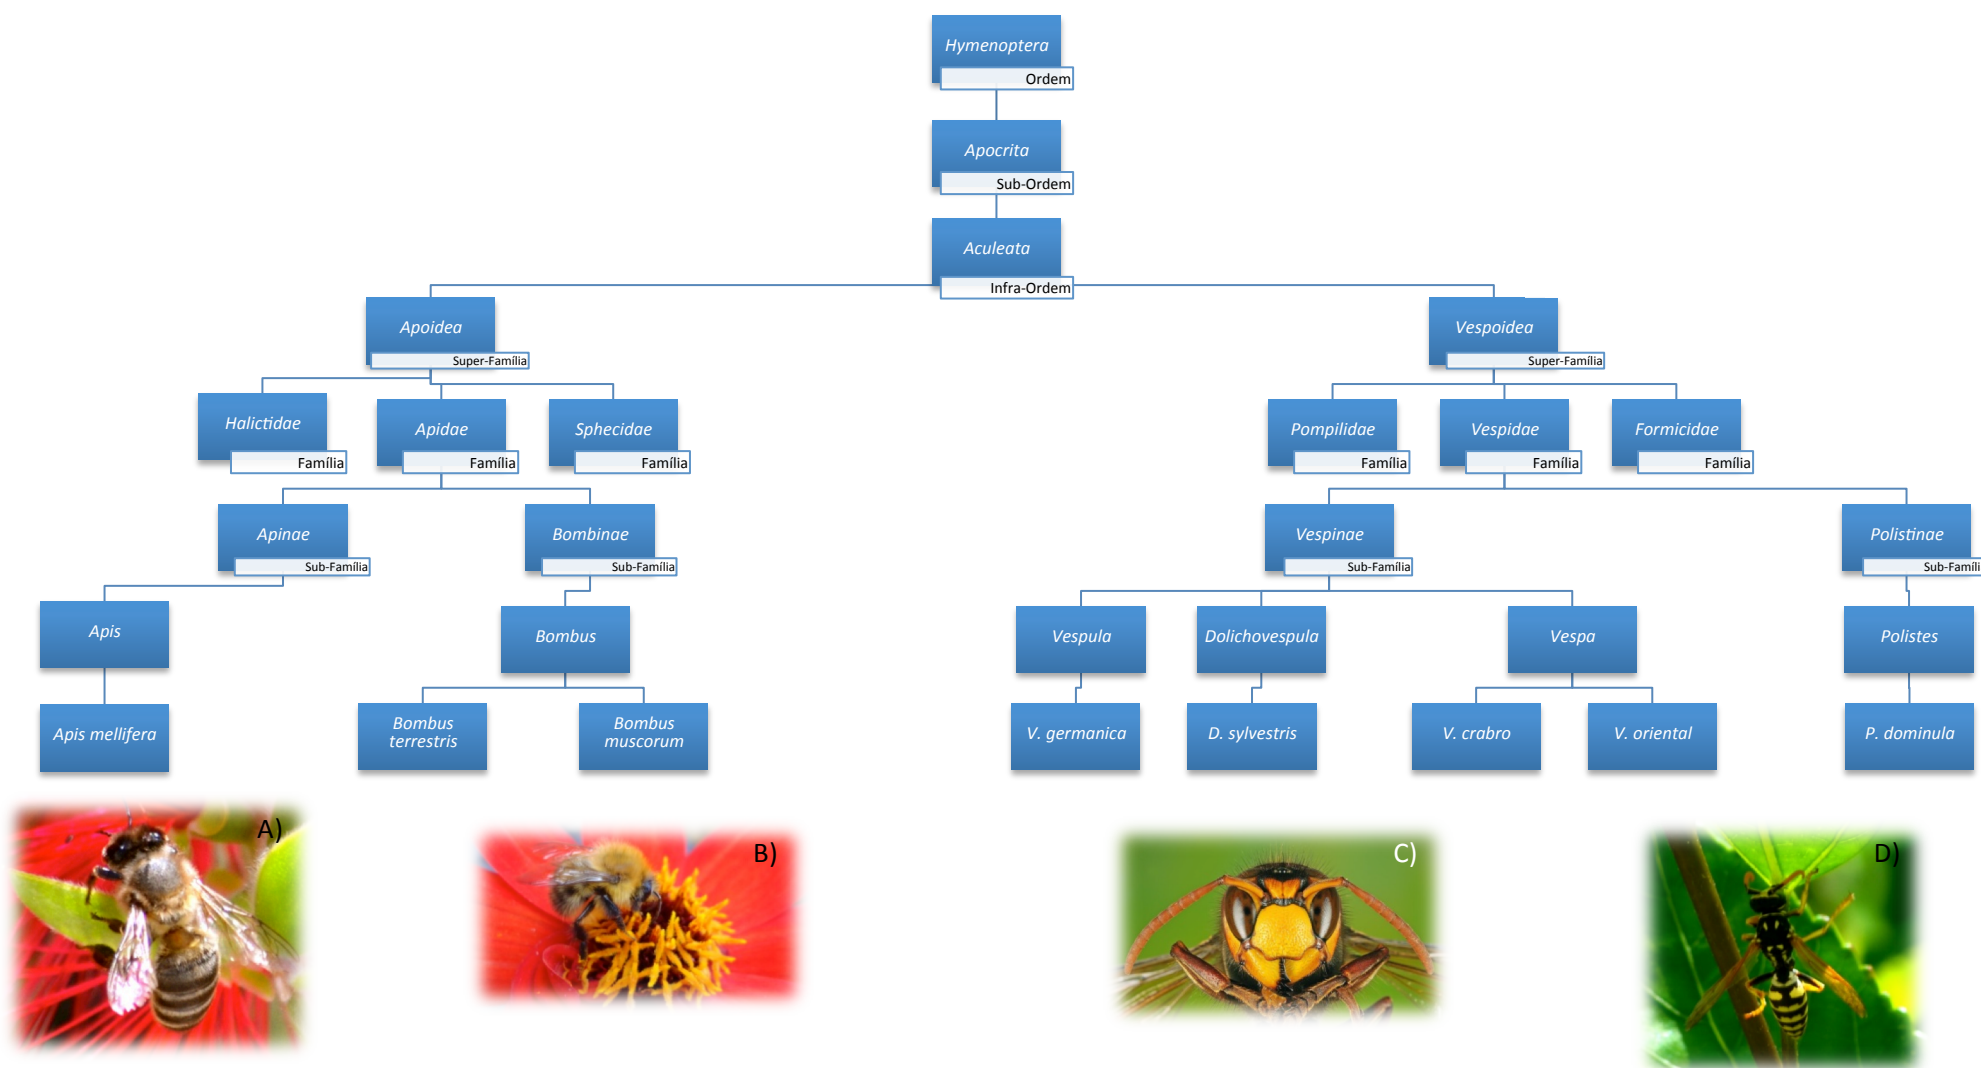 Hymenoptera
Ordem
Apocrita
Sub-Ordem
Aculeata
Infra-Ordem
Apoidea
Super-Família
Vespoidea
Super-Família
Halictidae
Família
Apidae
Família
Sphecidae
Família
Pompilidae
Família
Vespidae
Família
Formicidae
Família
Apinae
Sub-Família
Bombinae
Sub-Família
Vespinae
Sub-Família
Polistinae
Sub-Famíli
Apis
Bombus
Vespula
Dolichovespula
Vespa
Polistes
Apis mellifera
Bombus
terrestris
Bombus
muscorum
V. germanica
D. sylvestris
V. crabro
V. oriental
P. dominula
A)
B)
C)
D)